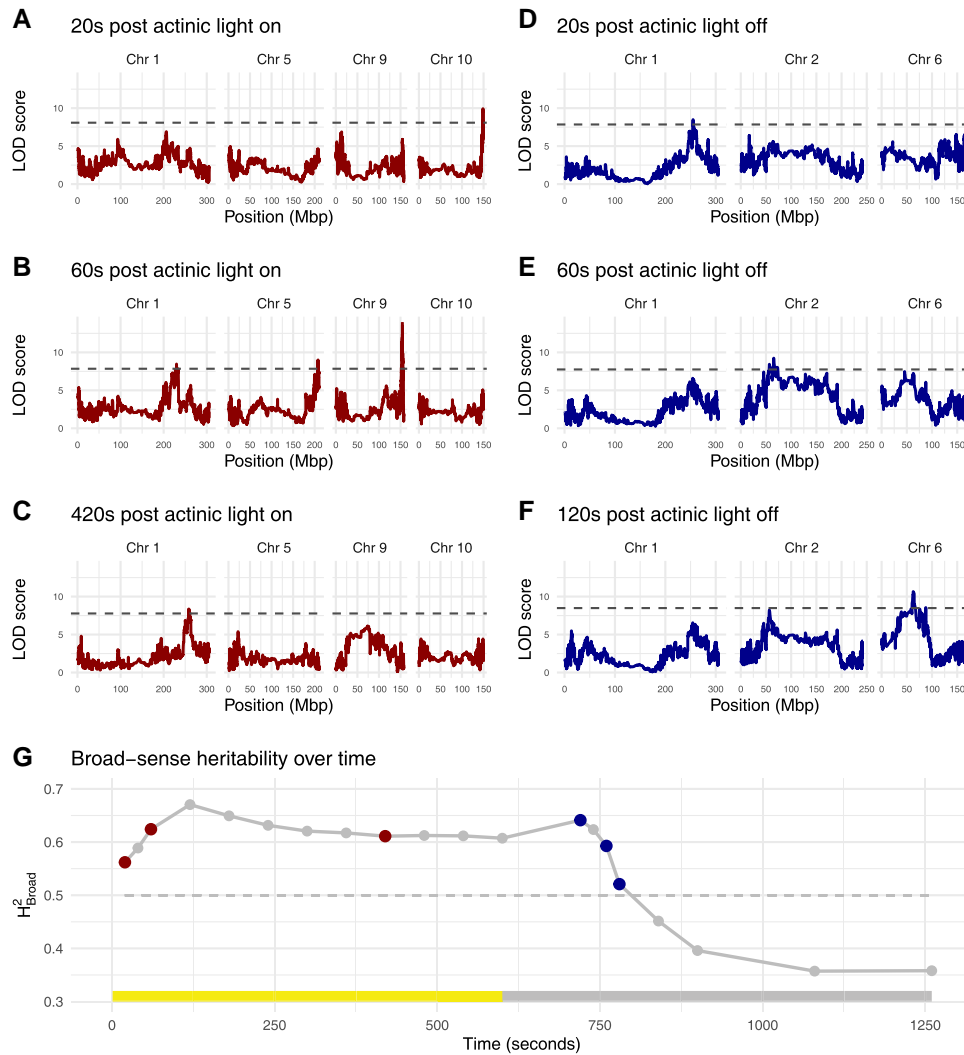 A 20s post actinic light on
Chr 1 Chr 5 Chr 9 Chr 10
LOD score
10
5
0
0 100 200 300 0 50 100 150 200 0 50 100 150 0 50 100 150
Position (Mbp)
D 20s post actinic light off
Chr 1 Chr 2 Chr 6
LOD score
10
5
0
0 100 200 300 0 50 100 150 200 250 0 50 100 150
Position (Mbp)
B 60s post actinic light on
Chr 1 Chr 5 Chr 9 Chr 10
LOD score
10
5
0
0 100 200 300 0 50 100 150 200 0 50 100 150 0 50 100 150
Position (Mbp)
E 60s post actinic light off
Chr 1 Chr 2 Chr 6
LOD score
10
5
0
0 100 200 300 0 50 100 150 200 250 0 50 100 150
Position (Mbp)
C 420s post actinic light on
Chr 1 Chr 5 Chr 9 Chr 10
LOD score
10
5
0
0 100 200 300 0 50 100 150 200 0 50 100 150 0 50 100 150
Position (Mbp)
F 120s post actinic light off
Chr 1 Chr 2 Chr 6
LOD score
10
5
0
0 100 200 300 0 50 100 150 200 250 0 50 100 150
Position (Mbp)
G Broad−sense heritability over time
H²Broad
0.7
0.6
0.5
0.4
0.3
0 250 500 750 1000 1250
Time (seconds)